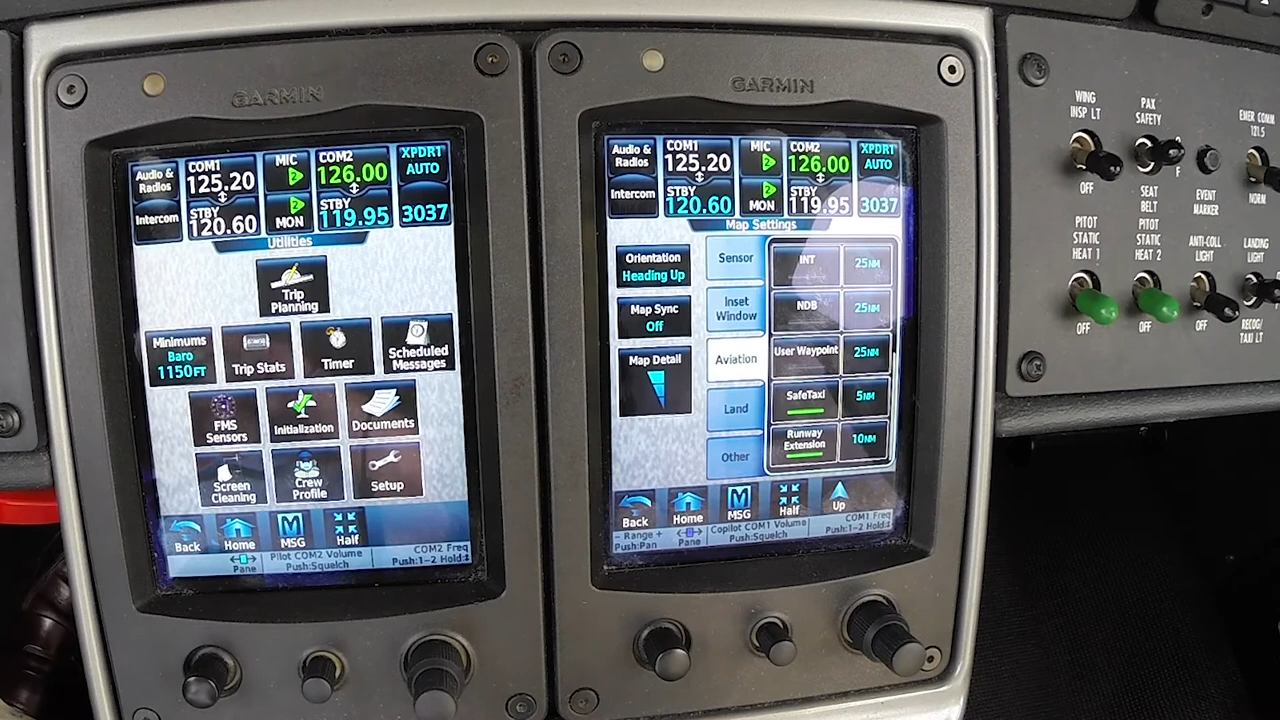 GARMIN
Audio &
Radios
Intercom
COM1
125.20
STBY
120.60
MIC
2
2
MON
COM2
126.00
119.95
XPDR1
AUTO
3037
Utilities
Trip
Planning
Minimums
Baro
1150FT
Trip Stats
Timer
Scheduled
Messages
FMS
Sensors
Initialization
Documents
Screen
Cleaning
Crew
Profile
Setup
Back
Home
MSG
Half
Pane
Pilot COM2 Volume
Push:Squelch
COM2 Freq
Push:1-2 Hold:
GARMIN
Audio &
Radios
Intercom
COM1
125.20
STBY
120.60
MIC
2
2
MON
COM2
126.00
119.95
XPDR1
AUTO
3037
Map Settings
Orientation
Heading Up
Map Sync
Off
Map Detail
Sensor
Inset
Window
Aviation
Land
Other
INT
25NM
NDB
25NM
User Waypoint
25NM
SafeTaxi
5NM
Runway
Extension
10NM
Back
Home
MSG
Half
Up
- Range +
Push:Pan
Pane
Copilot COM1 Volume
Push:Squelch
COM1 Freq
Push:1-2 Hold:
WING
INSP LT
OFF
PAX
SAFETY
F
SEAT
BELT
EVENT
MARKER
EMER COMM
121.5
NORM
PITOT
STATIC
HEAT 1
OFF
PITOT
STATIC
HEAT 2
OFF
ANTI-COLL
LIGHT
OFF
LANDING
LIGHT
RECOG/
TAXI LT